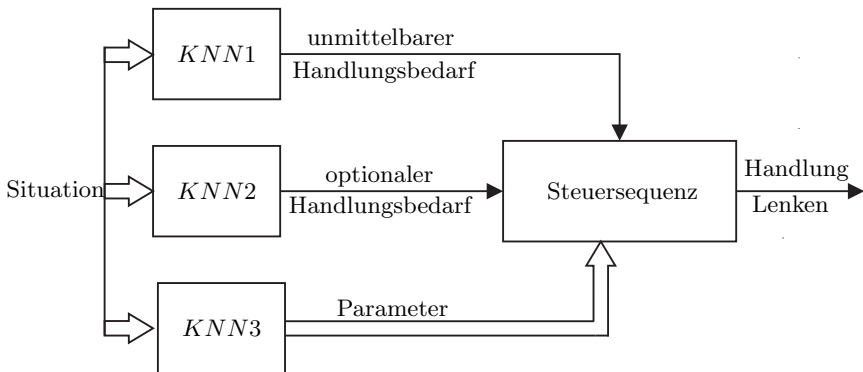 KNN1
unmittelbarer
Handlungsbedarf
Situation
KNN2
optionaler
Handlungsbedarf
Steuersequenz
Handlung
Lenken
KNN3
Parameter